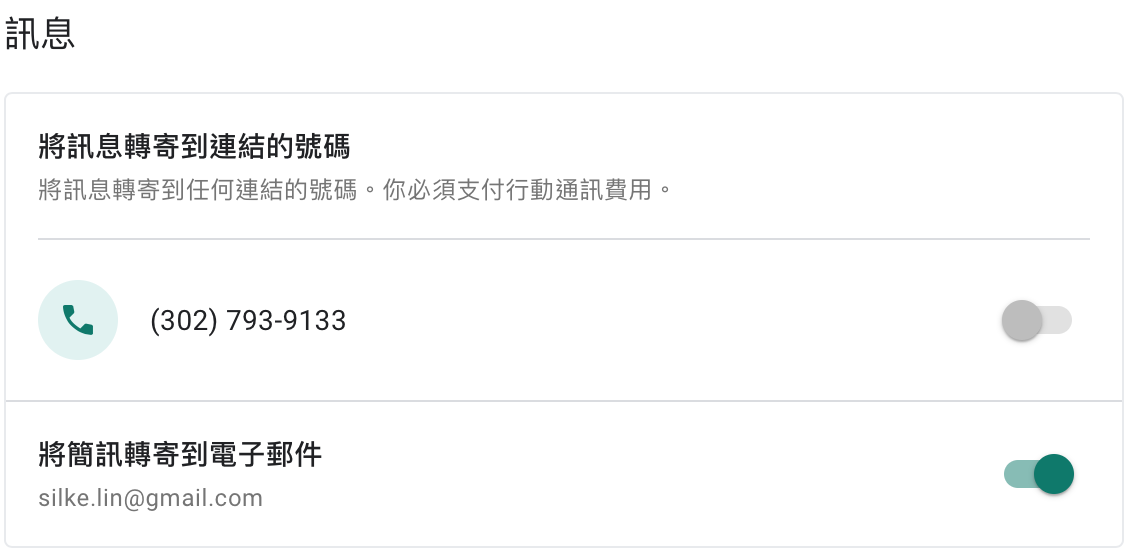 訊息
將訊息轉寄到連結的號碼
將訊息轉寄到任何連結的號碼。你必須支付行動通訊費用。
(302) 793-9133
將簡訊轉寄到電子郵件
silke.lin@gmail.com